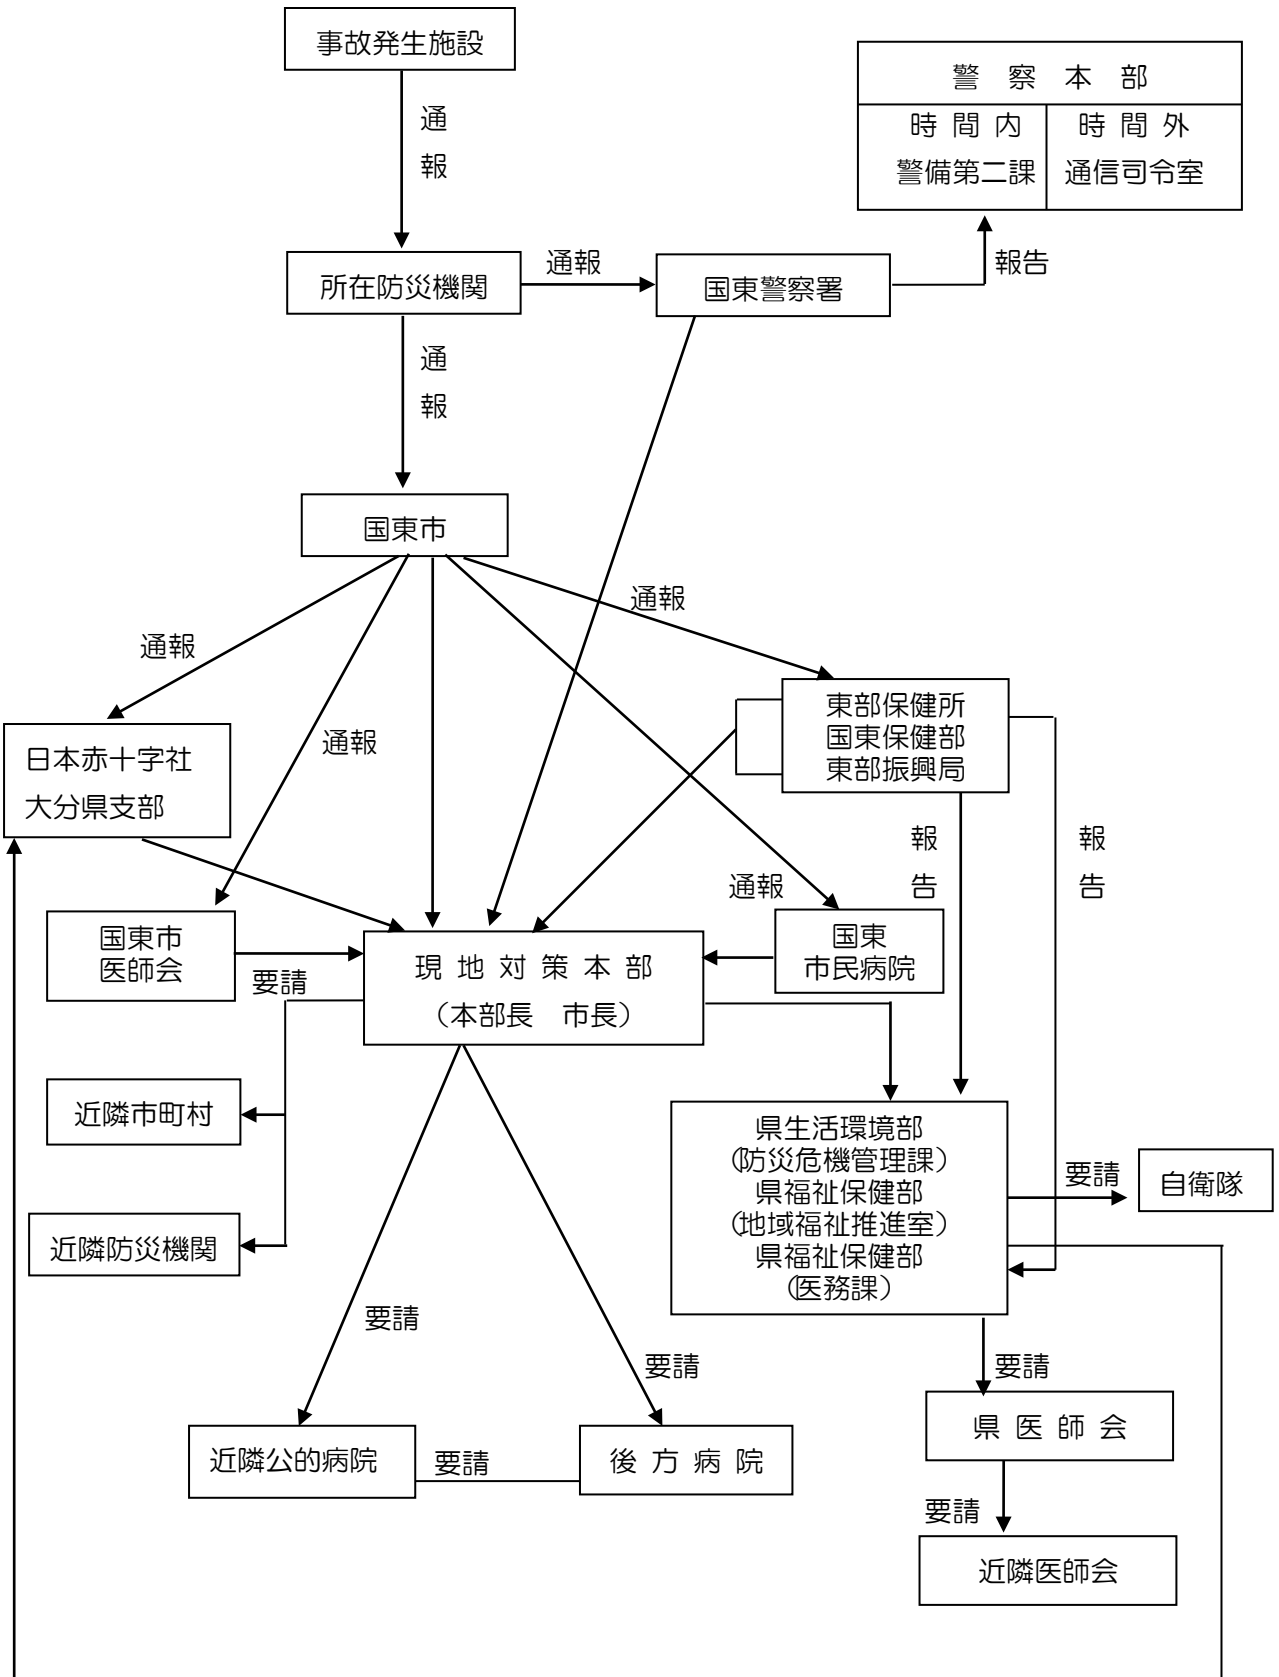 事故発生施設
警 察 本 部
通
報
時 間 内
時 間 外
警備第二課
通信司令室
所在防災機関
通報
国東警察署
報告
通
報
国東市
通報
通報
通報
東部保健所
国東保健部
東部振興局
日本赤十字社
大分県支部
報
告
報
告
通報
国東市
医師会
国東
市民病院
現 地 対 策 本 部
（本部長　市長）
要請
近隣市町村
県生活環境部
（防災危機管理課）
県福祉保健部
（地域福祉推進室）
県福祉保健部
（医務課）
要請
自衛隊
近隣防災機関
要請
要請
要請
県 医 師 会
近隣公的病院
要請
後 方 病 院
要請
近隣医師会